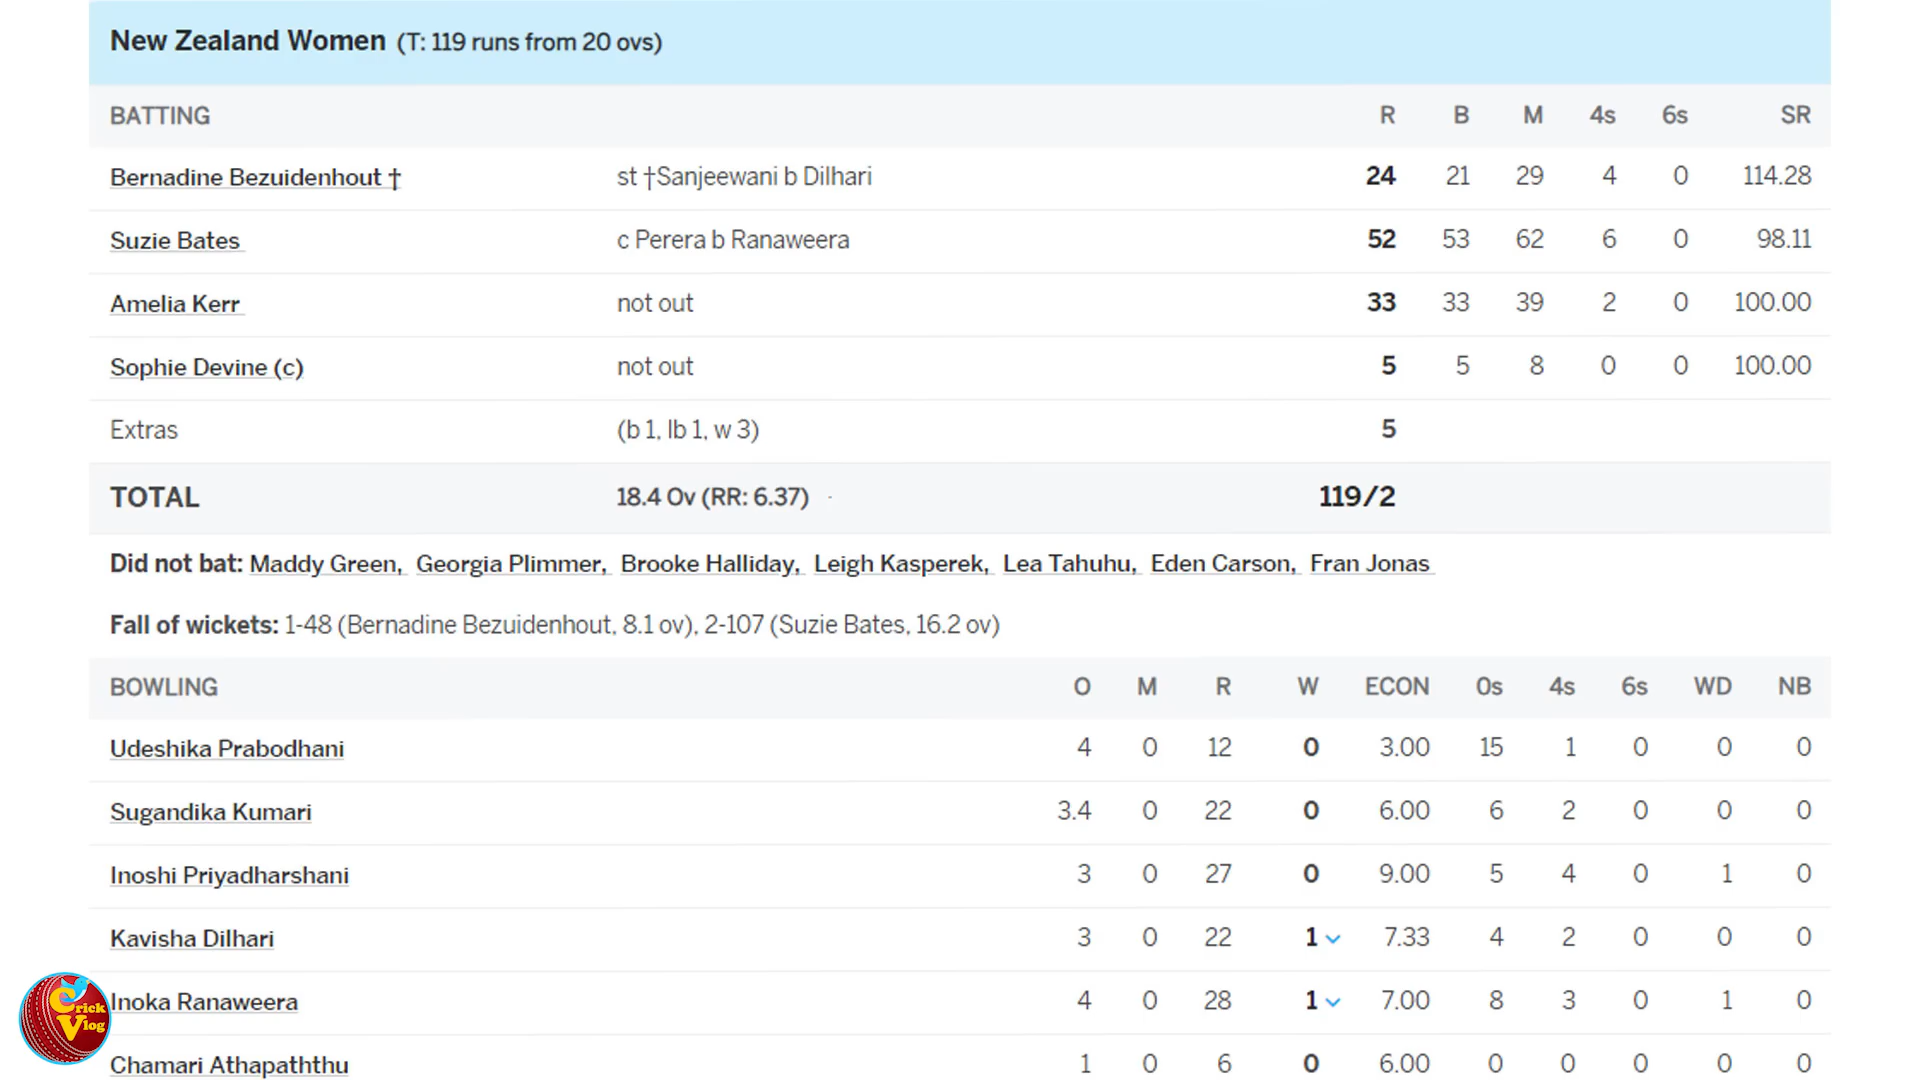 New Zealand Women (T: 119 runs from 20 ovs)
BATTING R B M 4s 6s SR
Bernadine Bezuidenhout † st †Sanjeewani b Dilhari 24 21 29 4 0 114.28
Suzie Bates c Perera b Ranaweera 52 53 62 6 0 98.11
Amelia Kerr not out 33 33 39 2 0 100.00
Sophie Devine (c) not out 5 5 8 0 0 100.00
Extras (b 1, lb 1, w 3) 5
TOTAL 18.4 Ov (RR: 6.37) 119/2
Did not bat: Maddy Green, Georgia Plimmer, Brooke Halliday, Leigh Kasperek, Lea Tahuhu, Eden Carson, Fran Jonas
Fall of wickets: 1-48 (Bernadine Bezuidenhout, 8.1 ov), 2-107 (Suzie Bates, 16.2 ov)
BOWLING O M R W ECON 0s 4s 6s WD NB
Udeshika Prabodhani 4 0 12 0 3.00 15 1 0 0 0
Sugandika Kumari 3.4 0 22 0 6.00 6 2 0 0 0
Inoshi Priyadharshani 3 0 27 0 9.00 5 4 0 1 0
Kavisha Dilhari 3 0 22 1 7.33 4 2 0 0 0
Inoka Ranaweera 4 0 28 1 7.00 8 3 0 1 0
Chamari Athapaththu 1 0 6 0 6.00 0 0 0 0 0
Crick
Vlog